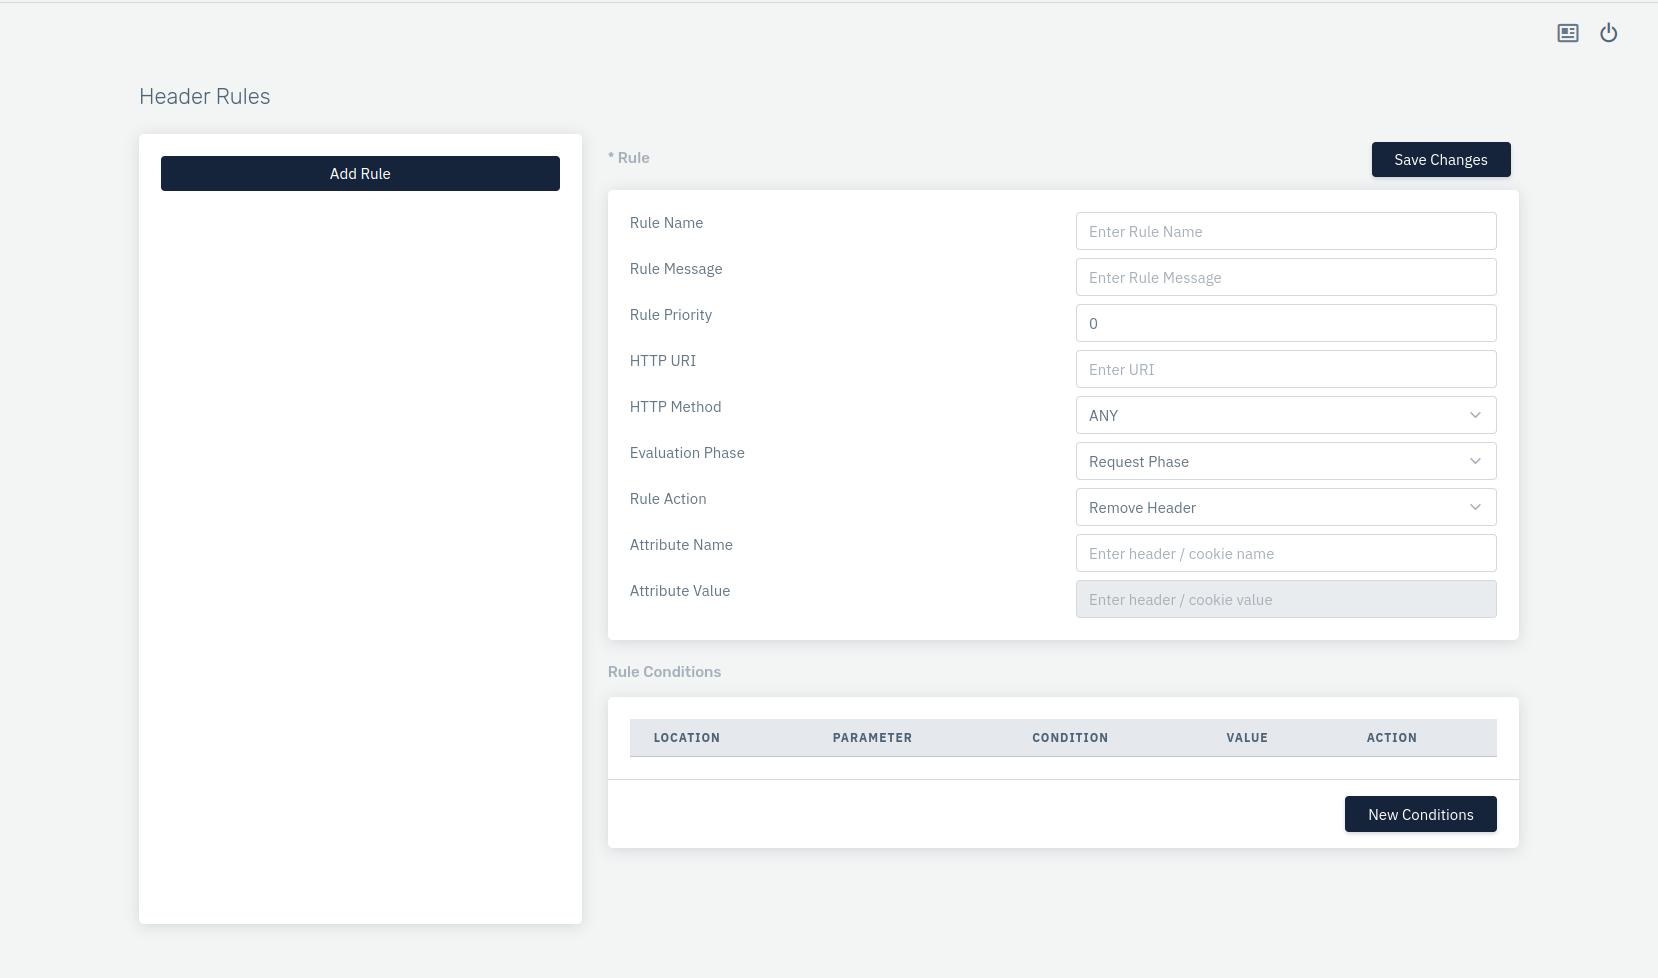 Header Rules
Add Rule
* Rule
Save Changes
Rule Name
Enter Rule Name
Rule Message
Enter Rule Message
Rule Priority
0
HTTP URI
Enter URI
HTTP Method
ANY
Evaluation Phase
Request Phase
Rule Action
Remove Header
Attribute Name
Enter header / cookie name
Attribute Value
Enter header / cookie value
Rule Conditions
LOCATION PARAMETER CONDITION VALUE ACTION
New Conditions